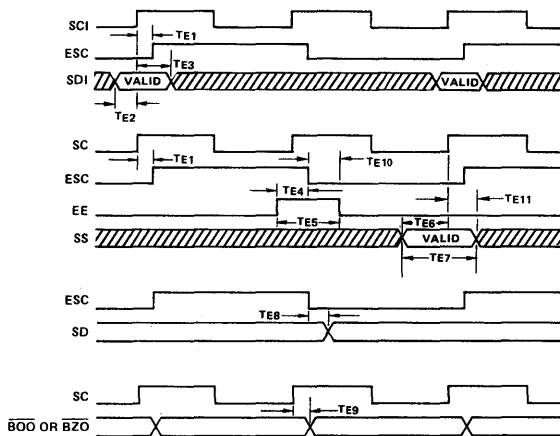 SCI
TE1
ESC
TE3
SDI VALID VALID
TE2
SC
TE1 TE10
ESC
TE4 TE11
EE
TE5 TE6
SS VALID
TE7
ESC
TE8
SD
SC
TE9
BOO OR BZO